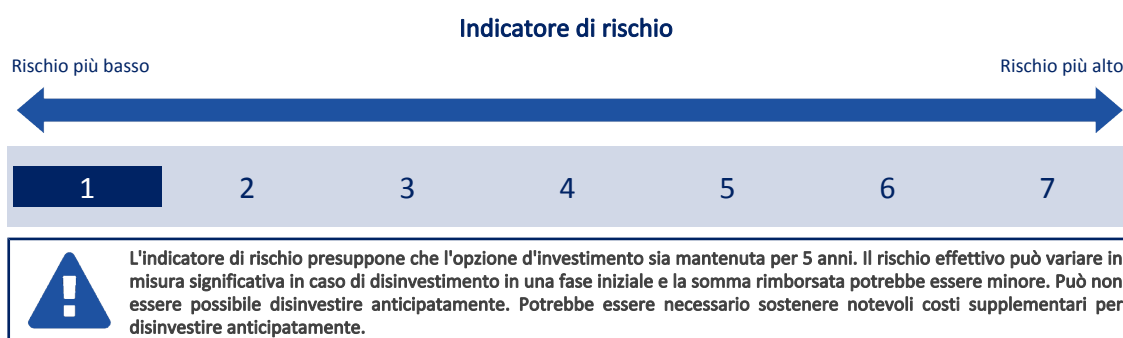 Indicatore di rischio
Rischio più basso
Rischio più alto
1 2 3 4 5 6 7
L'indicatore di rischio presuppone che l'opzione d'investimento sia mantenuta per 5 anni. Il rischio effettivo può variare in
misura significativa in caso di disinvestimento in una fase iniziale e la somma rimborsata potrebbe essere minore. Può non
essere possibile disinvestire anticipatamente. Potrebbe essere necessario sostenere notevoli costi supplementari per
disinvestire anticipatamente.